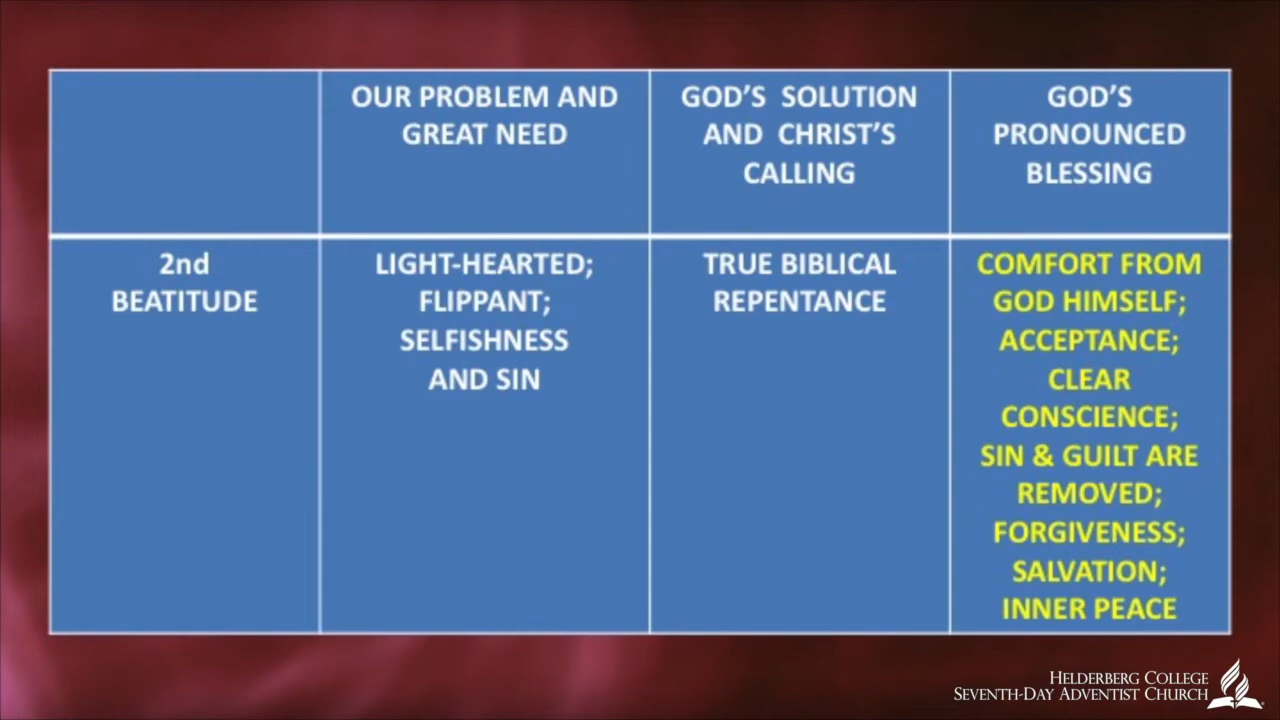 OUR PROBLEM AND
GREAT NEED
GOD'S SOLUTION
AND CHRIST'S
CALLING
GOD'S
PRONOUNCED
BLESSING
2nd
BEATITUDE
LIGHT-HEARTED;
FLIPPANT;
SELFISHNESS
AND SIN
TRUE BIBLICAL
REPENTANCE
COMFORT FROM
GOD HIMSELF;
ACCEPTANCE;
CLEAR
CONSCIENCE;
SIN & GUILT ARE
REMOVED;
FORGIVENESS;
SALVATION;
INNER PEACE
HELDERBERG COLLEGE
SEVENTH-DAY ADVENTIST CHURCH